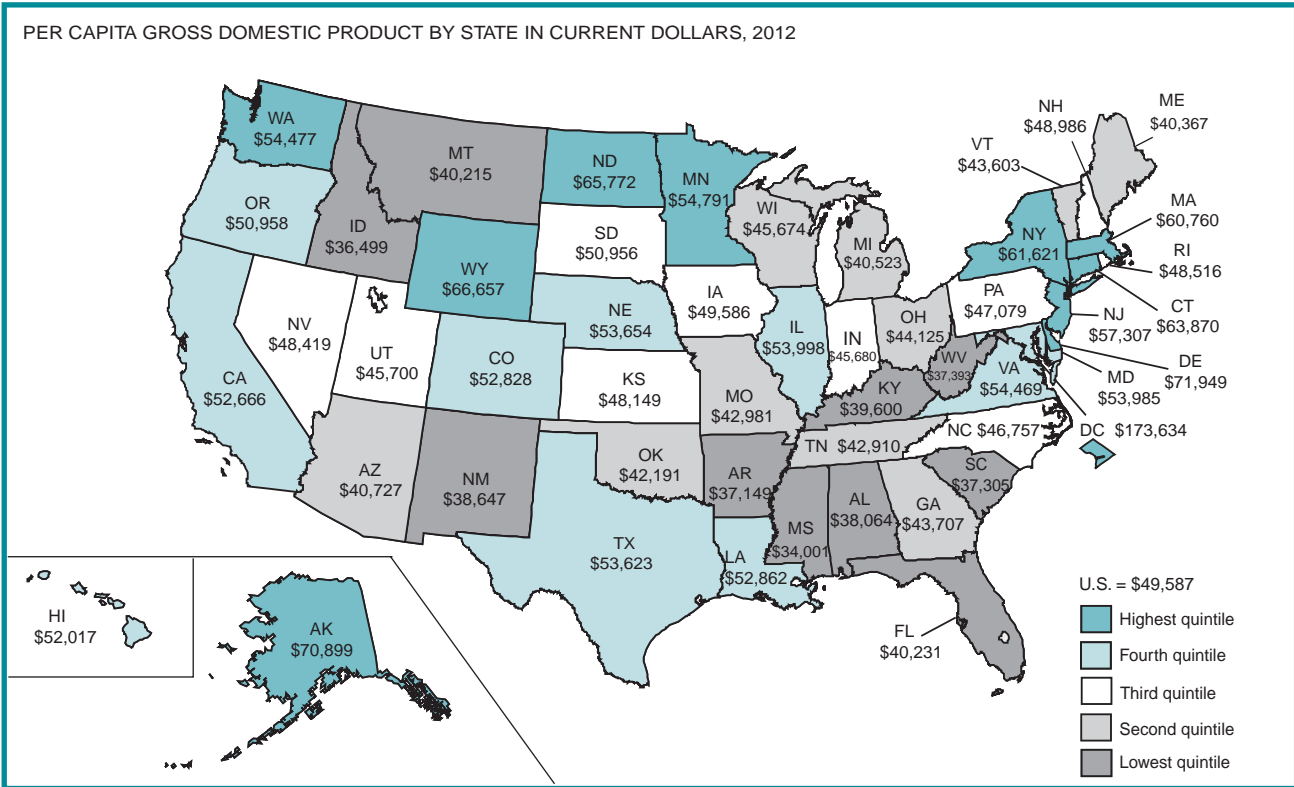 PER CAPITA GROSS DOMESTIC PRODUCT BY STATE IN CURRENT DOLLARS, 2012
WA
$54,477
MT
$40,215
ND
$65,772
MN
$54,791
OR
$50,958
ID
$36,499
WY
$66,657
SD
$50,956
WI
$45,674
MI
$40,523
VT
$43,603
NH
$48,986
ME
$40,367
NY
$61,621
MA
$60,760
RI
$48,516
CT
$63,870
NJ
$57,307
DE
$71,949
MD
$53,985
DC $173,634
PA
$47,079
NV
$48,419
UT
$45,700
CO
$52,828
NE
$53,654
IA
$49,586
IL
$53,998
IN
$45,680
OH
$44,125
WV
$37,393
VA
$54,469
CA
$52,666
KS
$48,149
MO
$42,981
KY
$39,600
NC $46,757
TN $42,910
AZ
$40,727
NM
$38,647
OK
$42,191
AR
$37,149
SC
$37,305
MS
$34,001
AL
$38,064
GA
$43,707
TX
$53,623
LA
$52,862
FL
$40,231
HI
$52,017
AK
$70,899
U.S. = $49,587
Highest quintile
Fourth quintile
Third quintile
Second quintile
Lowest quintile